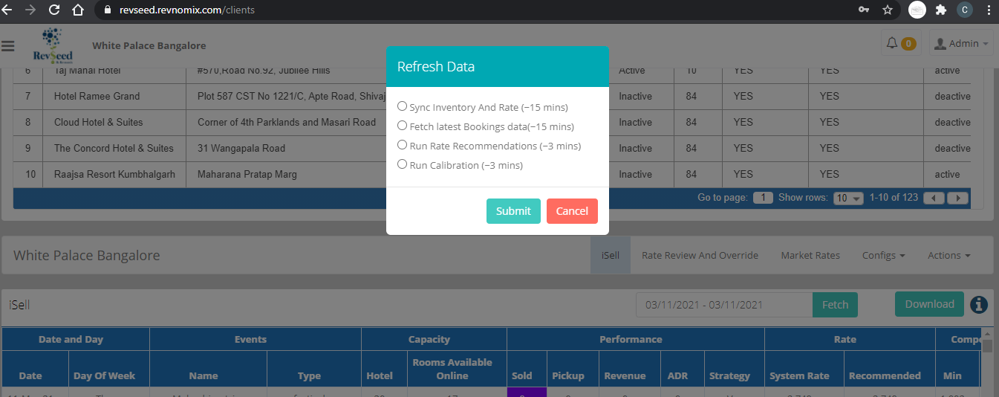 revseed.revnomix.com/clients
C
RevSeed
White Palace Bangalore
0
Admin
Refresh Data
6 Taj Mahal Hotel #570,Road No.92, Jubilee Hills Active 10 YES YES active
7 Hotel Ramee Grand Plot 587 CST No 1221/C, Apte Road, Shivaj Inactive 84 YES YES deactive
8 Cloud Hotel & Suites Corner of 4th Parklands and Masari Road Inactive 84 YES YES deactive
9 The Concord Hotel & Suites 31 Wangapala Road Inactive 84 YES YES deactive
10 Raajsa Resort Kumbhalgarh Maharana Pratap Marg Inactive 84 YES YES active
Sync Inventory And Rate (~15 mins)
Fetch latest Bookings data(~15 mins)
Run Rate Recommendations (~3 mins)
Run Calibration (~3 mins)
Submit Cancel
Go to page: 1 Show rows: 10 1-10 of 123
White Palace Bangalore iSell Rate Review And Override Market Rates Configs Actions
iSell 03/11/2021 - 03/11/2021 Fetch Download
Date and Day Events Capacity Performance Rate Compe
Date Day Of Week Name Type Hotel Rooms Available Online Sold Pickup Revenue ADR Strategy System Rate Recommended Min